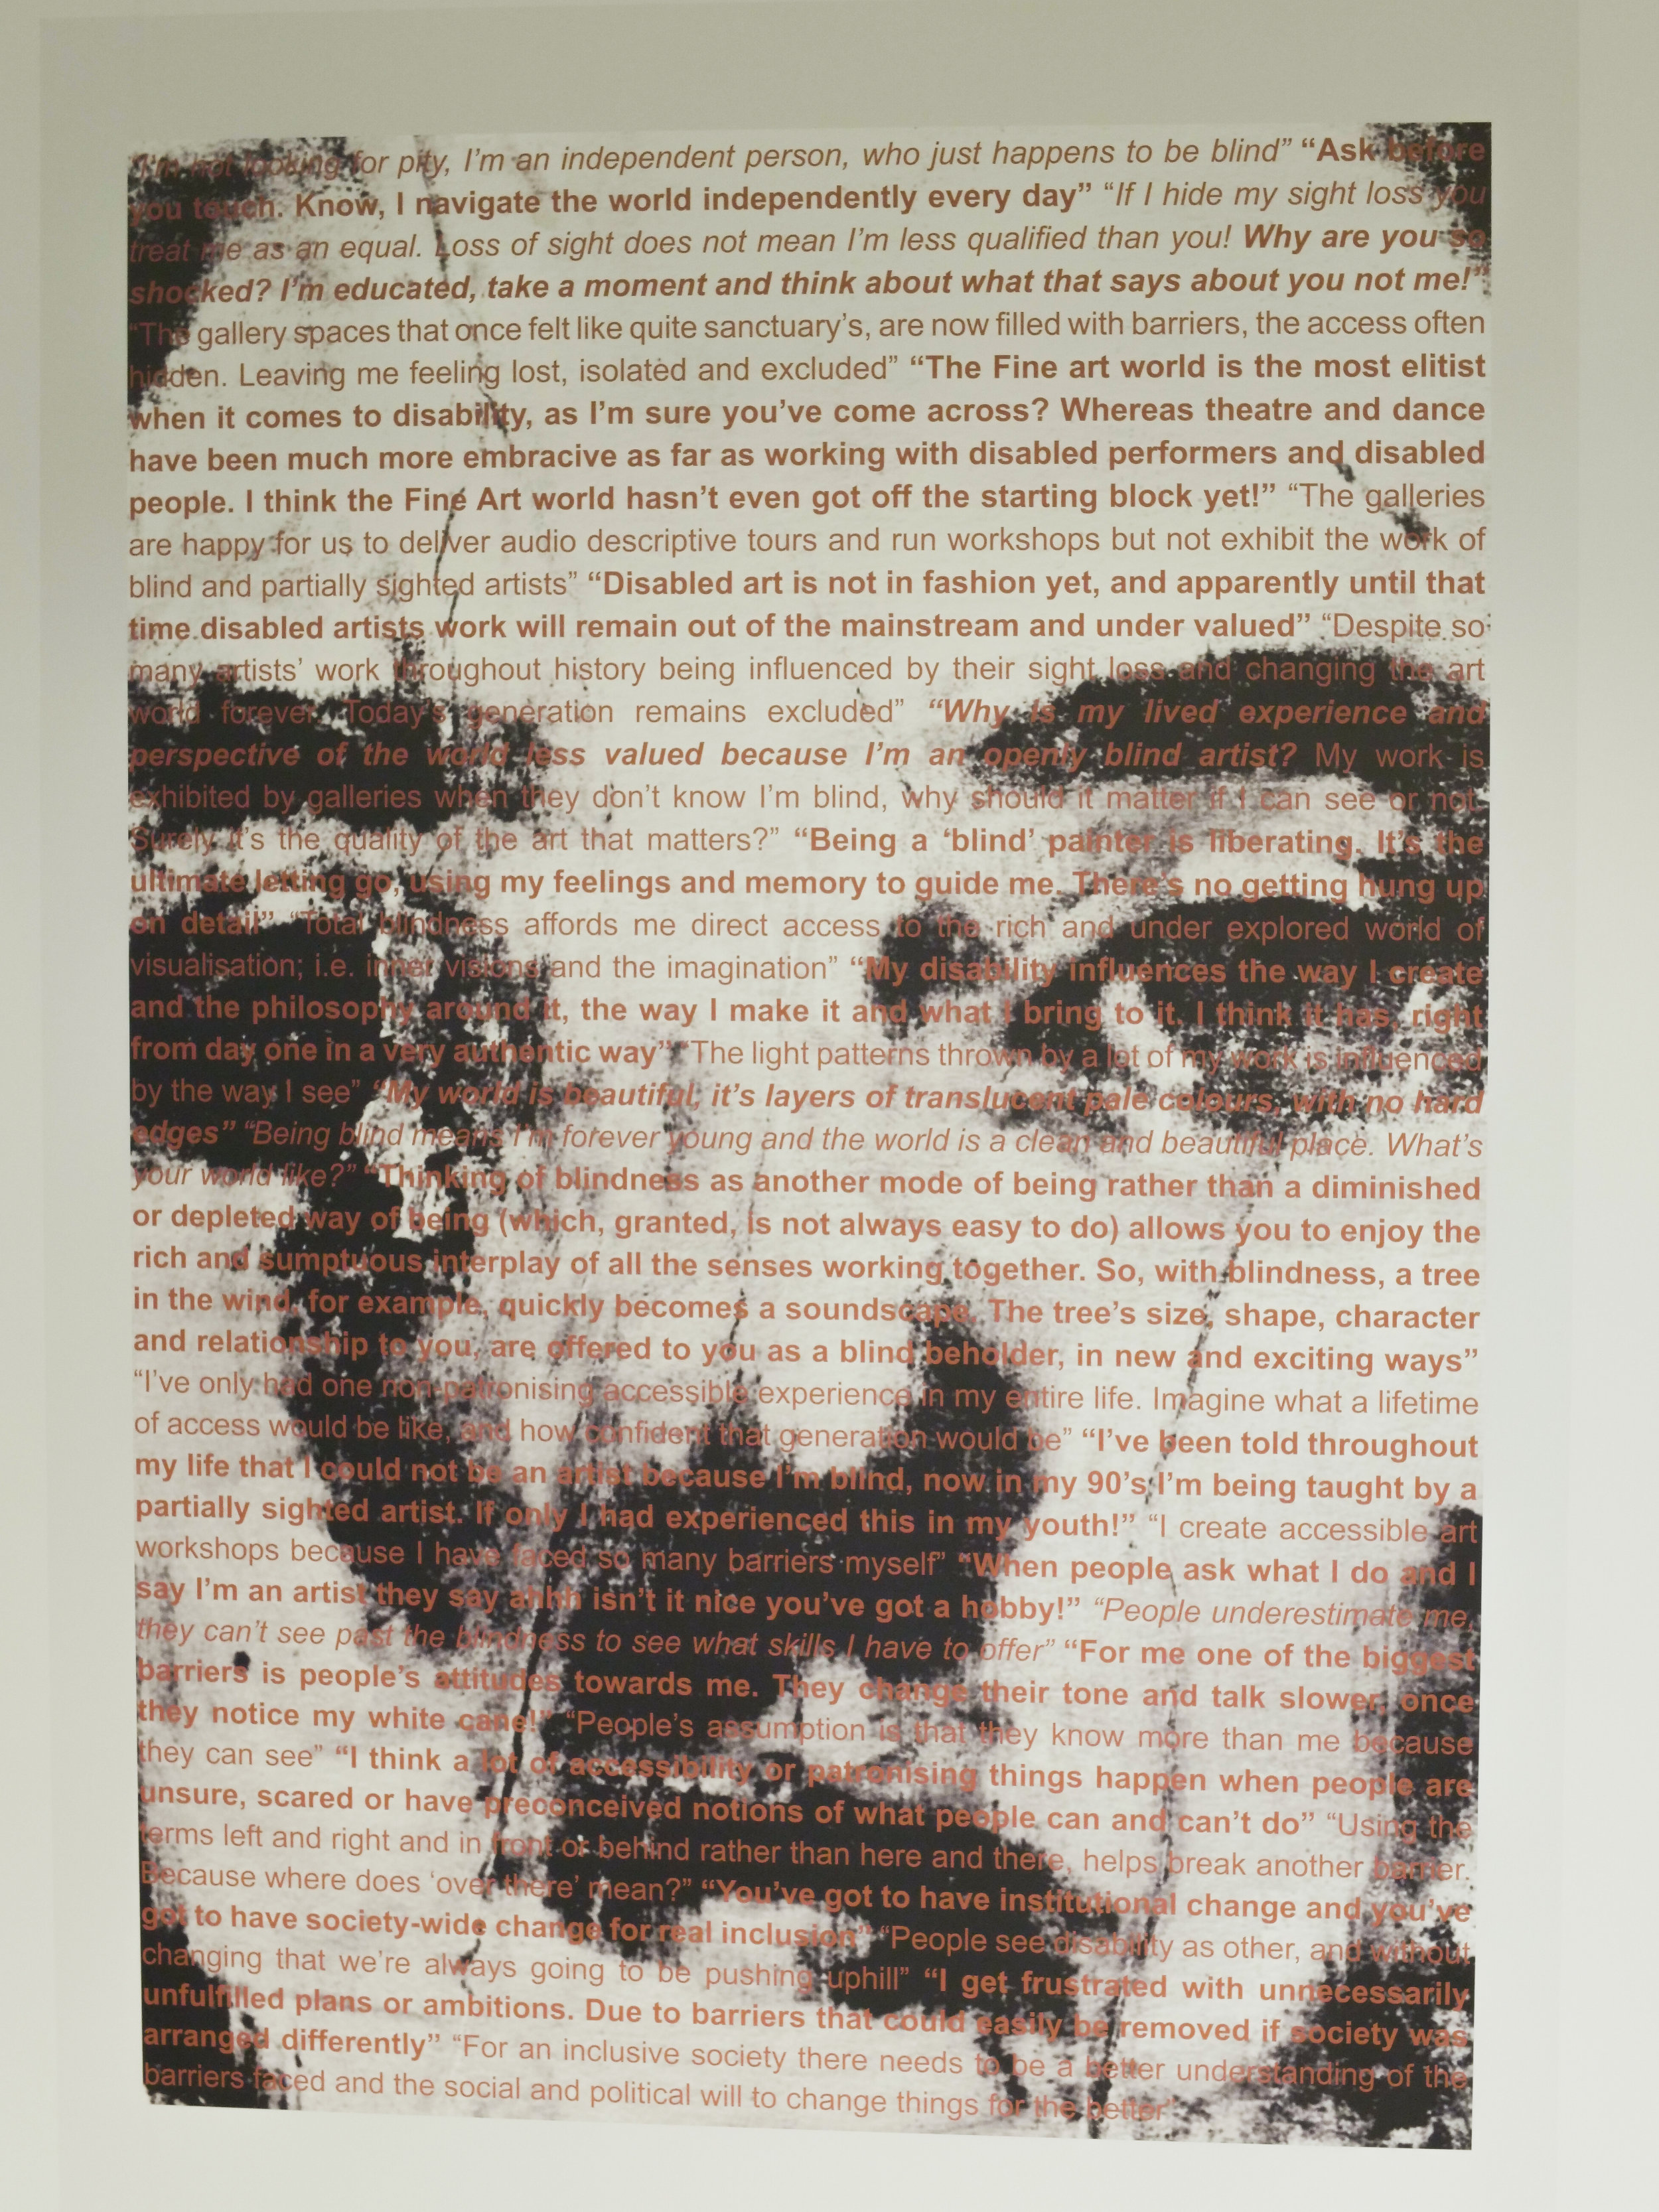 "I'm not looking for pity, I'm an independent person, who just happens to be blind" "Ask before
you touch. Know, I navigate the world independently every day" "If I hide my sight loss you
treat me as an equal. Loss of sight does not mean I'm less qualified than you! Why are you so
shocked? I'm educated, take a moment and think about what that says about you not me!"
"The gallery spaces that once felt like quite sanctuary's, are now filled with barriers, the access often
hidden. Leaving me feeling lost, isolated and excluded" "The Fine art world is the most elitist
when it comes to disability, as I'm sure you've come across? Whereas theatre and dance
have been much more embracive as far as working with disabled performers and disabled
people. I think the Fine Art world hasn't even got off the starting block yet!" "The galleries
are happy for us to deliver audio descriptive tours and run workshops but not exhibit the work of
blind and partially sighted artists" "Disabled art is not in fashion yet, and apparently until that
time disabled artists work will remain out of the mainstream and under valued" "Despite so
many artists' work throughout history being influenced by their sight loss and changing the art
world forever. Today's generation remains excluded" "Why is my lived experience and
perspective of the world less valued because I'm an openly blind artist? My work is
exhibited by galleries when they don't know I'm blind, why should it matter if I can see or not.
Surely it's the quality of the art that matters?" "Being a 'blind' painter is liberating. It's the
ultimate letting go, using my feelings and memory to guide me. There's no getting hung up
on detail" "Total blindness affords me direct access to the rich and under explored world of
visualisation; i.e. inner visions and the imagination" "My disability influences the way I create
and the philosophy around it, the way I make it and what I bring to it. I think it has, right
from day one in a very authentic way" "The light patterns thrown by a lot of my work is influenced
by the way I see" "My world is beautiful; it's layers of translucent pale colours, with no hard
edges" "Being blind means I'm forever young and the world is a clean and beautiful place. What's
your world like?" "Thinking of blindness as another mode of being rather than a diminished
or depleted way of being (which, granted, is not always easy to do) allows you to enjoy the
rich and sumptuous interplay of all the senses working together. So, with blindness, a tree
in the wind, for example, quickly becomes a soundscape. The tree's size, shape, character
and relationship to you, are offered to you as a blind beholder, in new and exciting ways"
"I've only had one non-patronising accessible experience in my entire life. Imagine what a lifetime
of access would be like, and how confident that generation would be" "I've been told throughout
my life that I could not be an artist because I'm blind, now in my 90's I'm being taught by a
partially sighted artist. If only I had experienced this in my youth!" "I create accessible art
workshops because I have faced so many barriers myself" "When people ask what I do and I
say I'm an artist they say ahhh isn't it nice you've got a hobby!" "People underestimate me,
they can't see past the blindness to see what skills I have to offer" "For me one of the biggest
barriers is people's attitudes towards me. They change their tone and talk slower, once
they notice my white cane!" "People's assumption is that they know more than me because
they can see" "I think a lot of accessibility or patronising things happen when people are
unsure, scared or have preconceived notions of what people can and can't do" "Using the
terms left and right and in front or behind rather than here and there, helps break another barrier.
Because where does 'over there' mean?" "You've got to have institutional change and you've
got to have society-wide change for real inclusion" "People see disability as other, and without
changing that we're always going to be pushing uphill" "I get frustrated with unnecessarily
unfulfilled plans or ambitions. Due to barriers that could easily be removed if society was
arranged differently" "For an inclusive society there needs to be a better understanding of the
barriers faced and the social and political will to change things for the better"